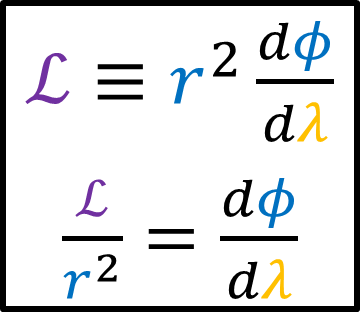 ℒ ≡ r² dϕ/dλ
ℒ/r² = dϕ/dλ